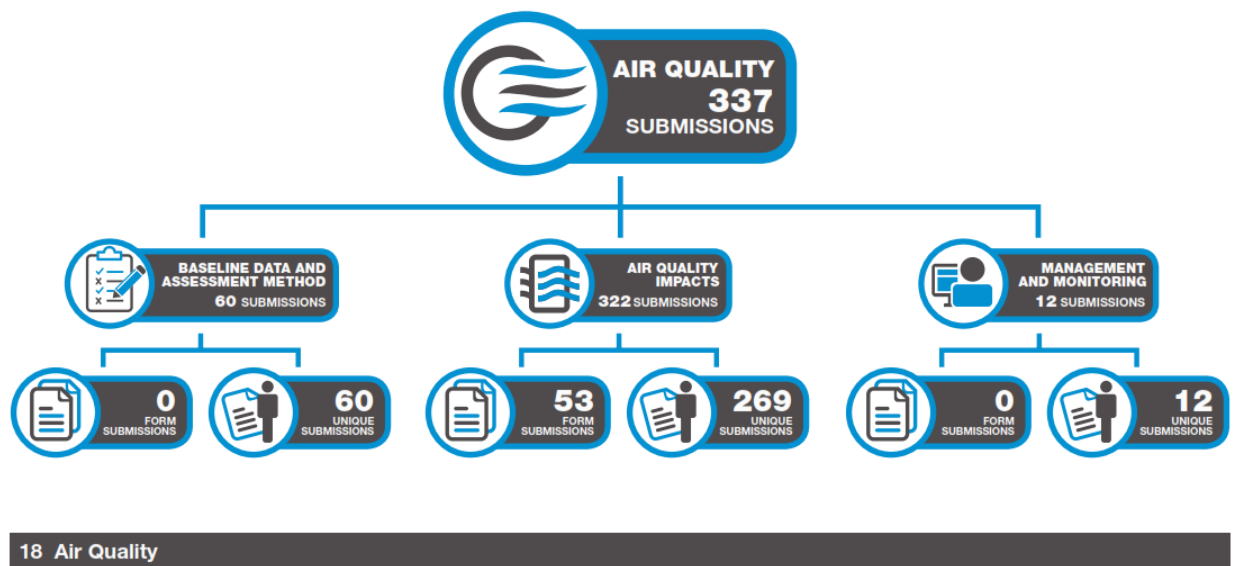 AIR QUALITY
337
SUBMISSIONS
BASELINE DATA AND
ASSESSMENT METHOD
60 SUBMISSIONS
AIR QUALITY
IMPACTS
322 SUBMISSIONS
MANAGEMENT
AND MONITORING
12 SUBMISSIONS
0
FORM
SUBMISSIONS
60
UNIQUE
SUBMISSIONS
53
FORM
SUBMISSIONS
269
UNIQUE
SUBMISSIONS
0
FORM
SUBMISSIONS
12
UNIQUE
SUBMISSIONS
18 Air Quality